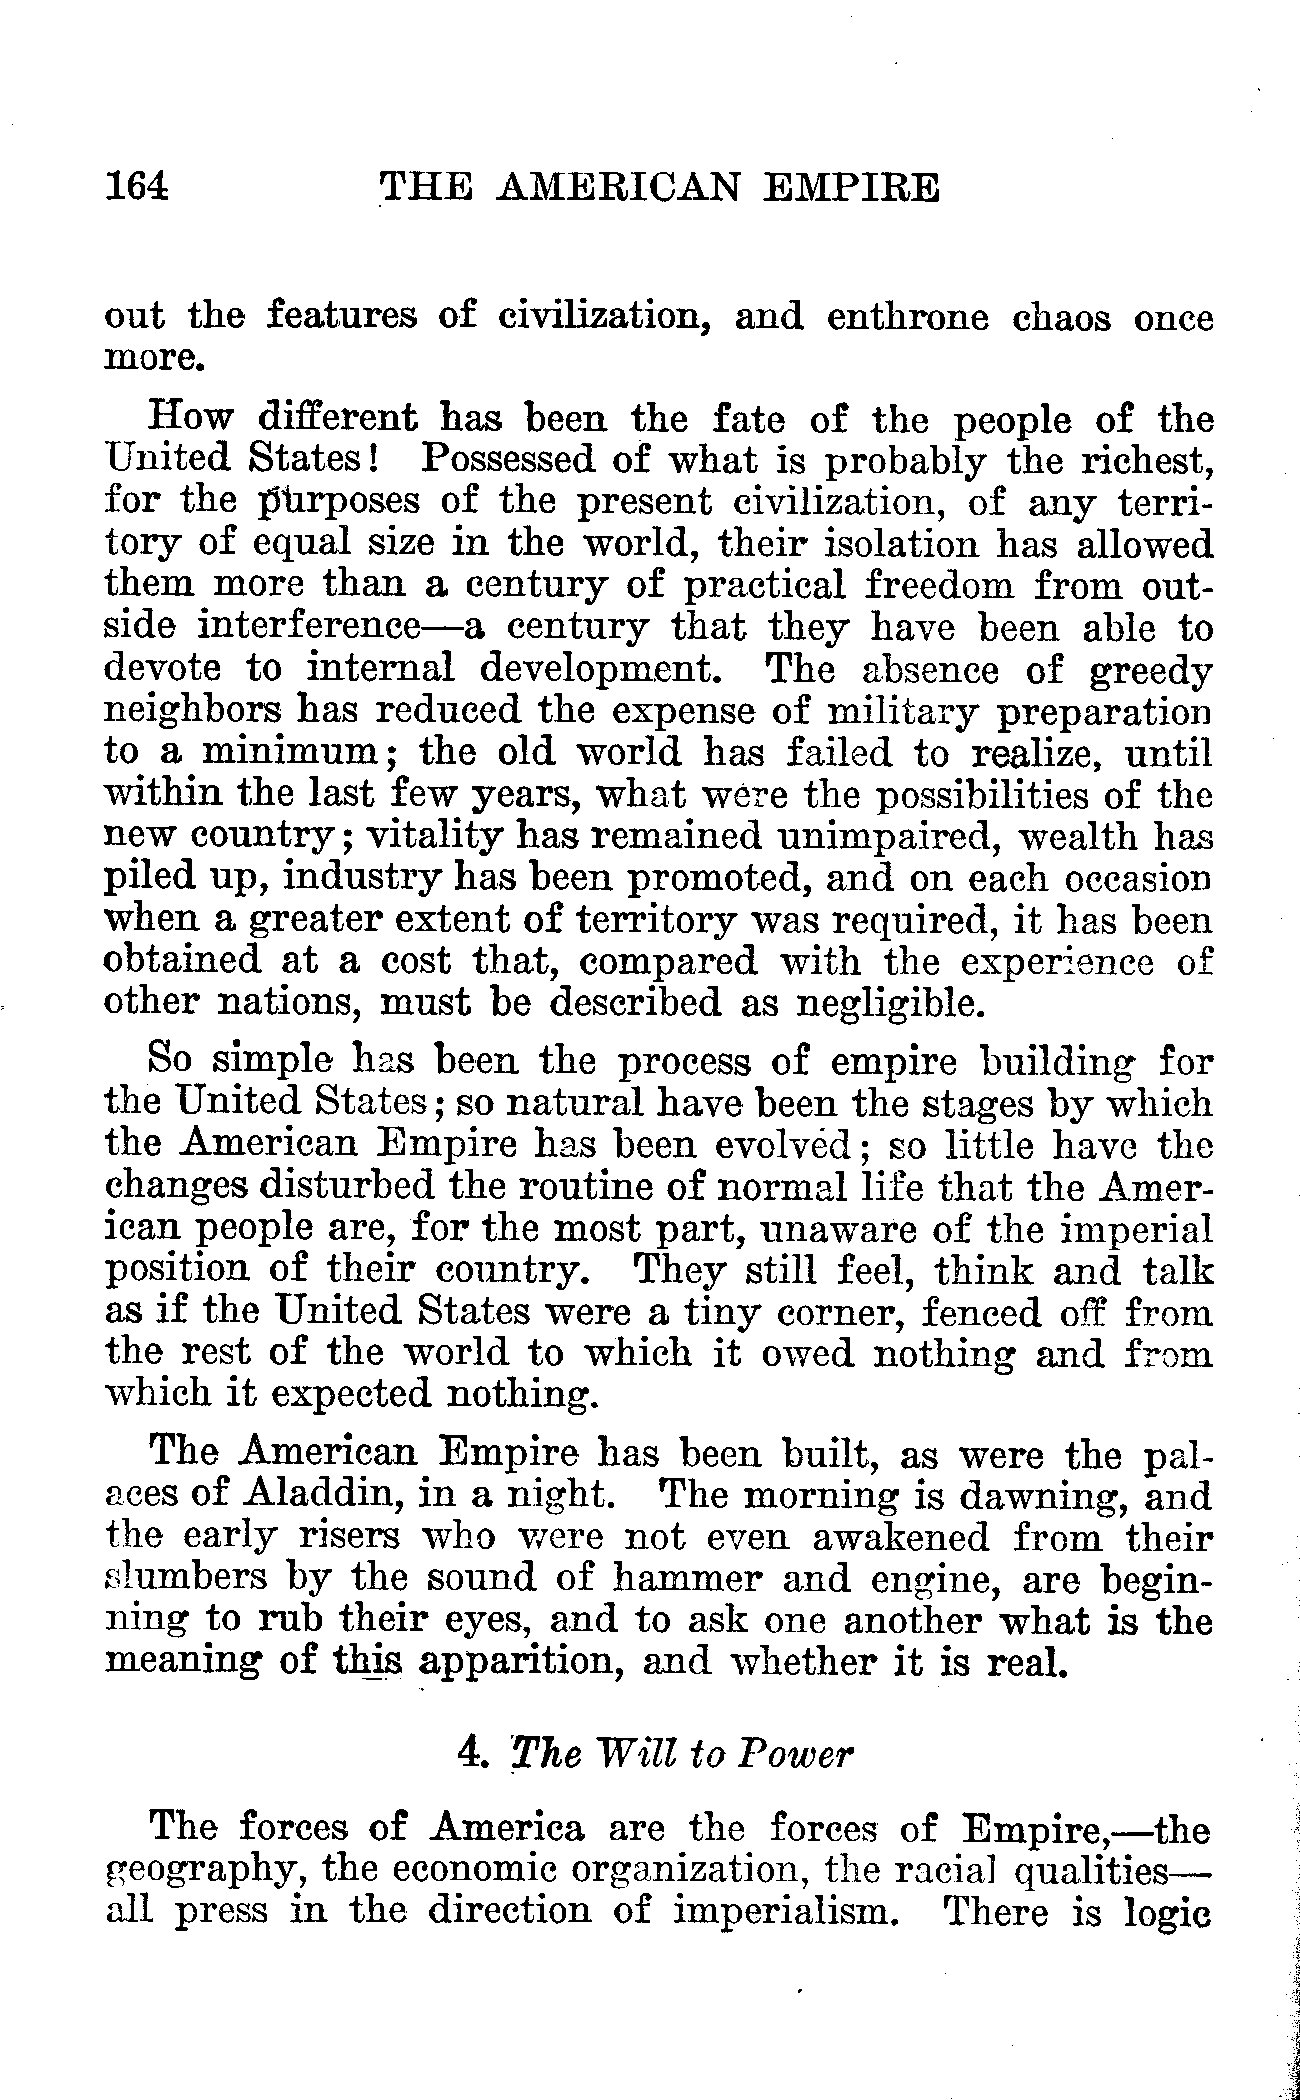 164 THE AMERICAN EMPIRE
out the features of civilization, and enthrone chaos once
more.
How different has been the fate of the people of the
United States! Possessed of what is probably the richest,
for the purposes of the present civilization, of any terri-
tory of equal size in the world, their isolation has allowed
them more than a century of practical freedom from out-
side interference—a century that they have been able to
devote to internal development. The absence of greedy
neighbors has reduced the expense of military preparation
to a minimum; the old world has failed to realize, until
within the last few years, what were the possibilities of the
new country; vitality has remained unimpaired, wealth has
piled up, industry has been promoted, and on each occasion
when a greater extent of territory was required, it has been
obtained at a cost that, compared with the experience of
other nations, must be described as negligible.
So simple has been the process of empire building for
the United States; so natural have been the stages by which
the American Empire has been evolved; so little have the
changes disturbed the routine of normal life that the Amer-
ican people are, for the most part, unaware of the imperial
position of their country. They still feel, think and talk
as if the United States were a tiny corner, fenced off from
the rest of the world to which it owed nothing and from
which it expected nothing.
The American Empire has been built, as were the pal-
aces of Aladdin, in a night. The morning is dawning, and
the early risers who were not even awakened from their
slumbers by the sound of hammer and engine, are begin-
ning to rub their eyes, and to ask one another what is the
meaning of this apparition, and whether it is real.
4. The Will to Power
The forces of America are the forces of Empire,—the
geography, the economic organization, the racial qualities—
all press in the direction of imperialism. There is logic